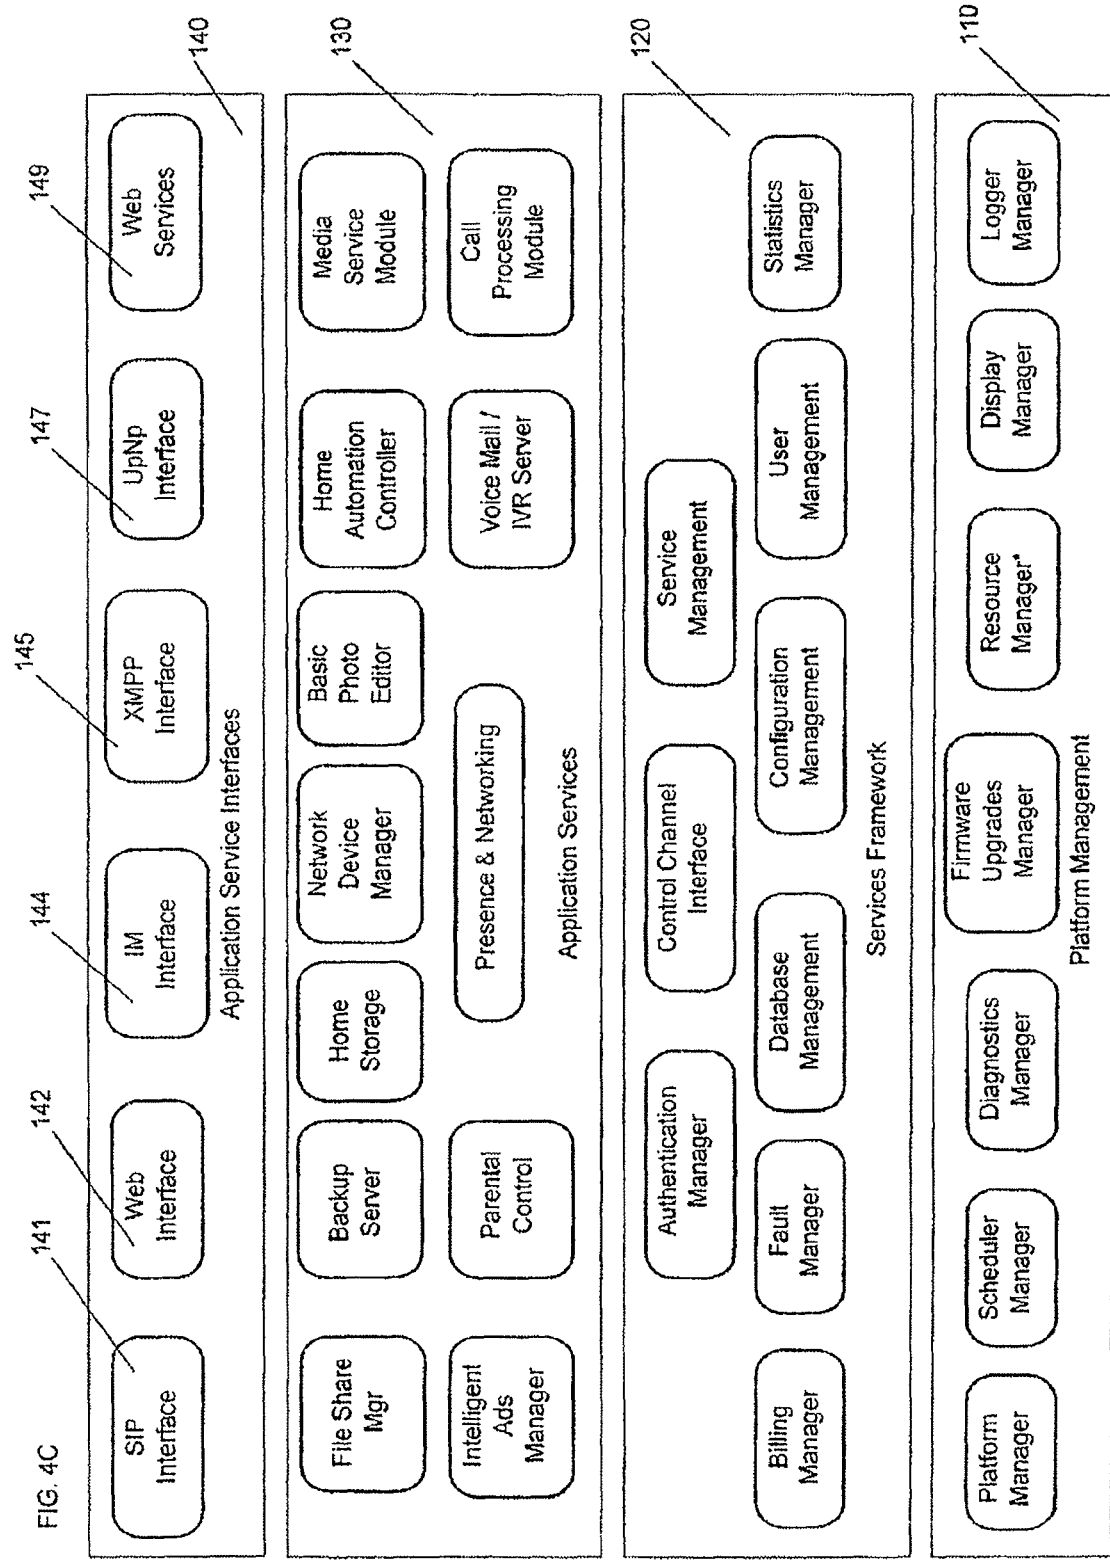 FIG. 4C
141
142
144
145
147
149
SIP
Interface
Web
Interface
IM
Interface
XMPP
Interface
UpNp
Interface
Web
Services
Application Service Interfaces
140
File Share
Mgr
Backup
Server
Home
Storage
Network
Device
Manager
Basic
Photo
Editor
Home
Automation
Controller
Media
Service
Module
Intelligent
Ads
Manager
Parental
Control
Presence & Networking
Voice Mail /
IVR Server
Call
Processing
Module
Application Services
130
Authentication
Manager
Control Channel
Interface
Service
Management
Billing
Manager
Fault
Manager
Database
Management
Configuration
Management
User
Management
Statistics
Manager
Services Framework
120
Platform
Manager
Scheduler
Manager
Diagnostics
Manager
Firmware
Upgrades
Manager
Resource
Manager*
Display
Manager
Logger
Manager
Platform Management
110